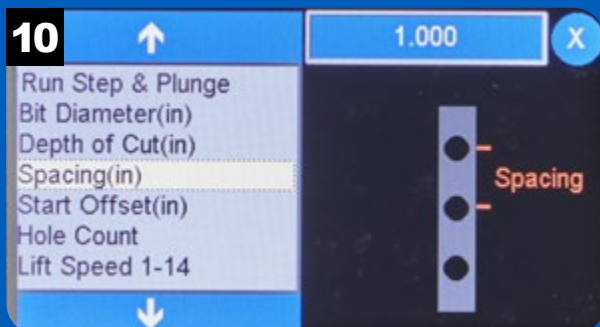 10
1.000
X
Run Step & Plunge
Bit Diameter(in)
Depth of Cut(in)
Spacing(in)
Start Offset(in)
Hole Count
Lift Speed 1-14
Spacing